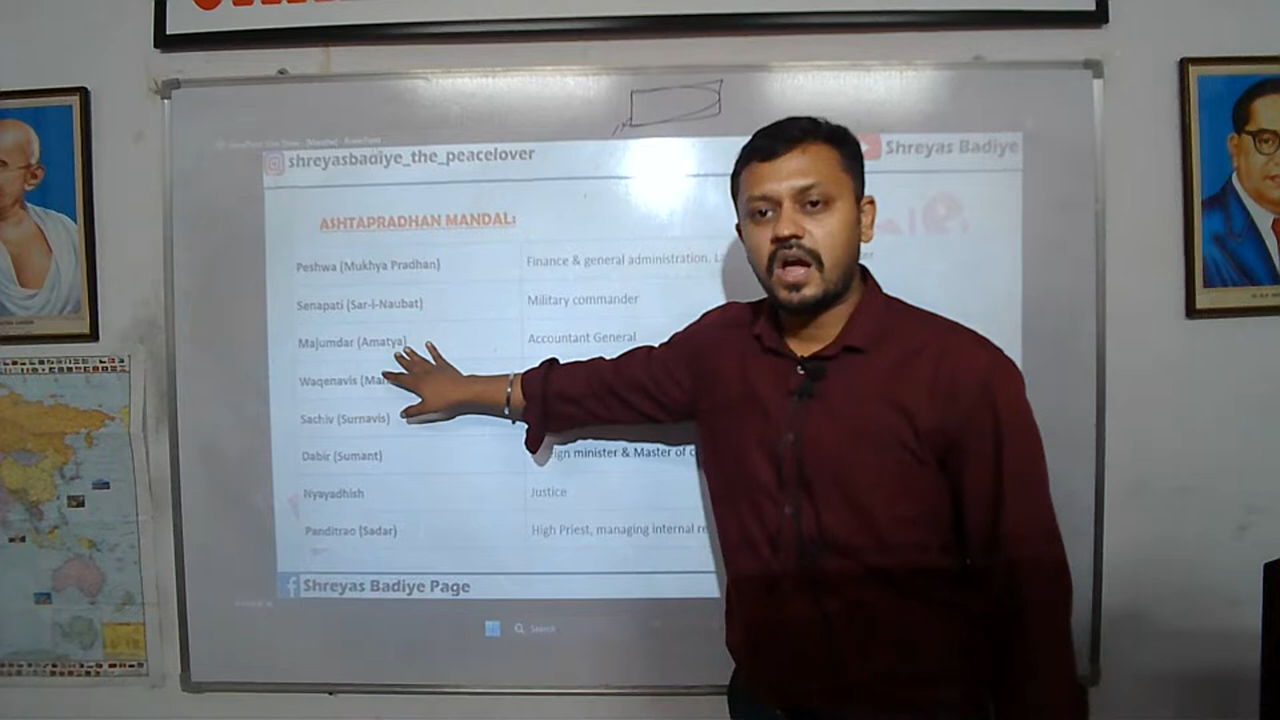 shreyasbadiye_the_peacelover
Shreyas Badiye
ASHTAPRADHAN MANDAL:
Peshwa (Mukhya Pradhan)
Finance & general administration,
Senapati (Sar-i-Naubat)
Military commander
Majumdar (Amatya)
Accountant General
Waqenavis
Sachiv (Surnavis)
Dabir (Sumant)
minister & Master of
Nyayadhish
Justice
Panditrao (Sadar)
High Priest, managing internal
Shreyas Badiye Page
Search